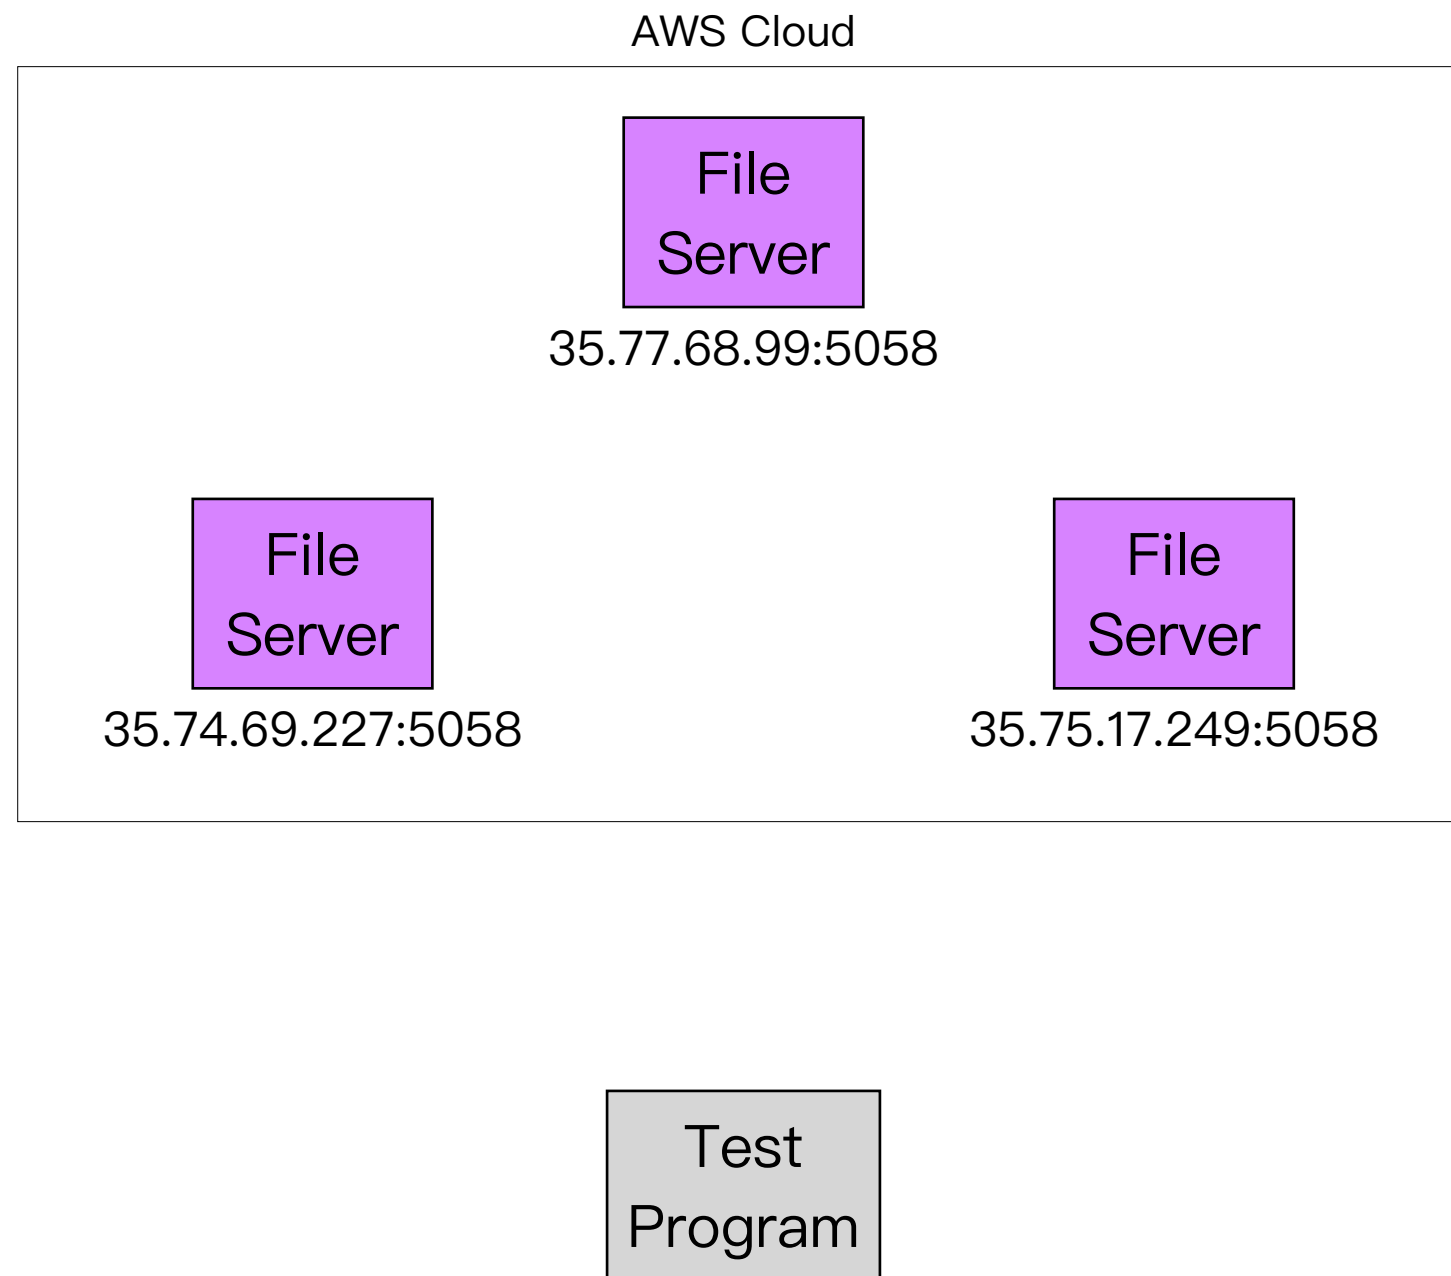 AWS Cloud
File
Server
35.77.68.99:5058
File
Server
35.74.69.227:5058
File
Server
35.75.17.249:5058
Test
Program